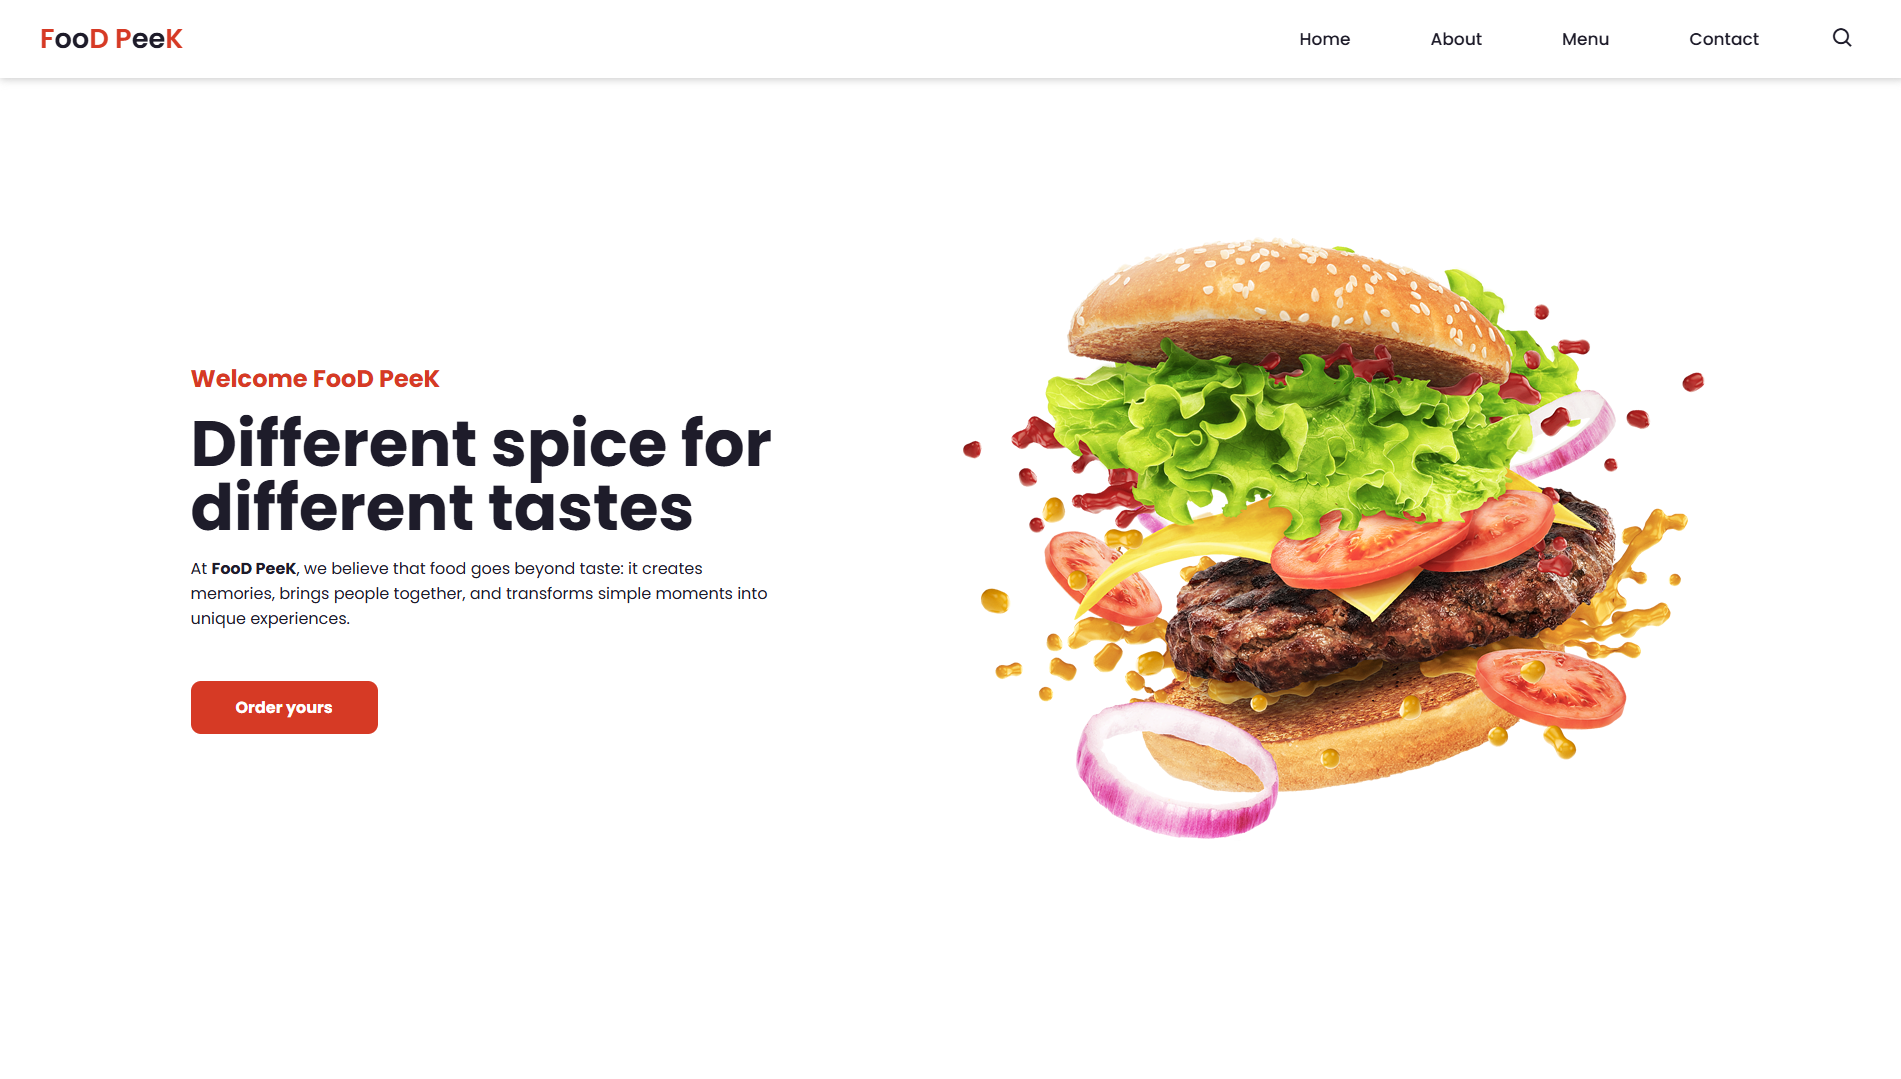 FooD PeeK
Home
About
Menu
Contact
Welcome FooD PeeK
Different spice for
different tastes
At FooD PeeK, we believe that food goes beyond taste: it creates
memories, brings people together, and transforms simple moments into
unique experiences.
Order yours